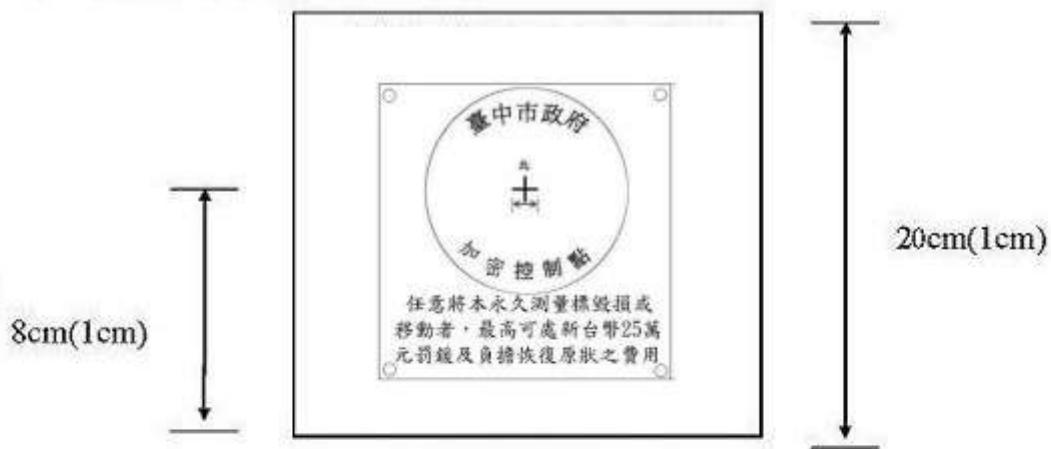 臺中市政府
北
加密控制點
任意將本永久測量標毀損或
移動者，最高可處新台幣25萬
元罰鍰及負擔恢復原狀之費用
8cm(1cm)
20cm(1cm)